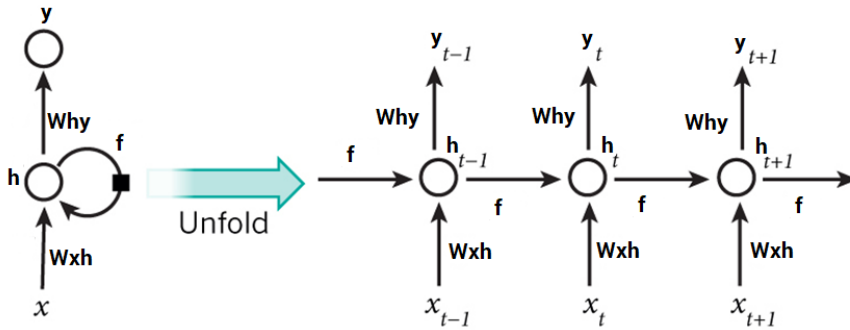 y
Why
f
h
Wxh
x
Unfold
y t-1
y t
y t+1
Why
Why
Why
f
h t-1
h t
h t+1
f
f
f
Wxh
Wxh
Wxh
x t-1
x t
x t+1